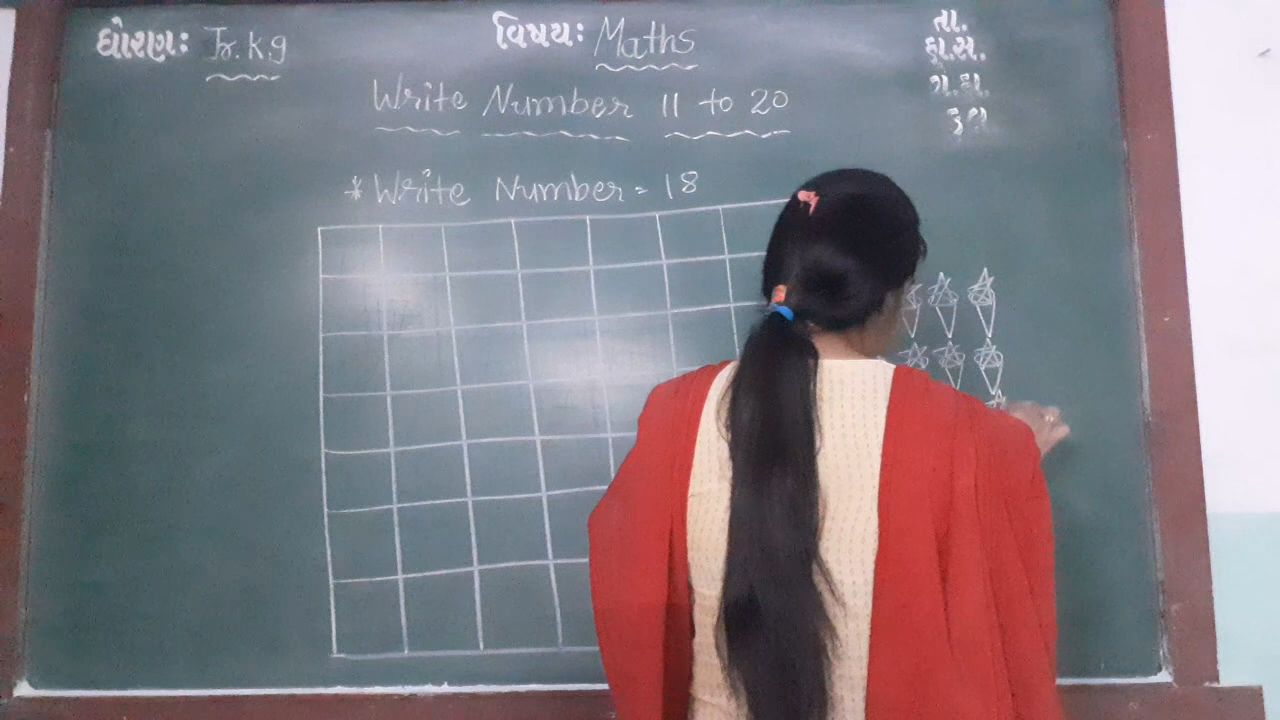 ધોરણઃ Jr. K.g
વિષયઃ Maths
તા.
કા.સ.
ગે.હા.
કુલ
Write Number 11 to 20
* Write Number = 18